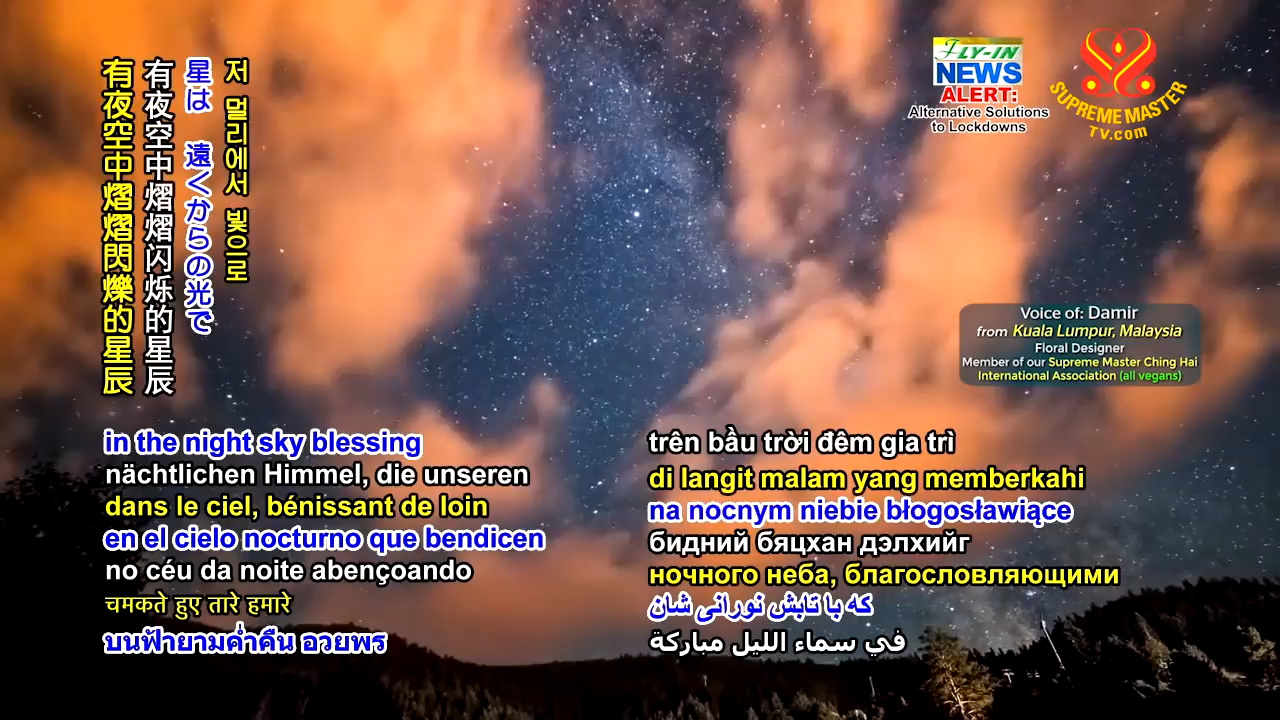 저 멀리에서 빛으로
星は 遠くからの光で
有夜空中熠熠闪烁的星辰
有夜空中熠熠閃爍的星辰
FLY-IN
NEWS
ALERT:
Alternative Solutions
to Lockdowns
SUPREME MASTER
TV.com
Voice of: Damir
from Kuala Lumpur, Malaysia
Floral Designer
Member of our Supreme Master Ching Hai
International Association (all vegans)
in the night sky blessing
nächtlichen Himmel, die unseren
dans le ciel, bénissant de loin
en el cielo nocturno que bendicen
no céu da noite abençoando
चमकते हुए तारे हमारे
บนฟ้ายามค่ำคืน อวยพร
trên bầu trời đêm gia trì
di langit malam yang memberkahi
na nocnym niebie błogosławiące
бидний бяцхан дэлхийг
ночного неба, благословляющими
که با تابش نورانی شان
في سماء الليل مباركة